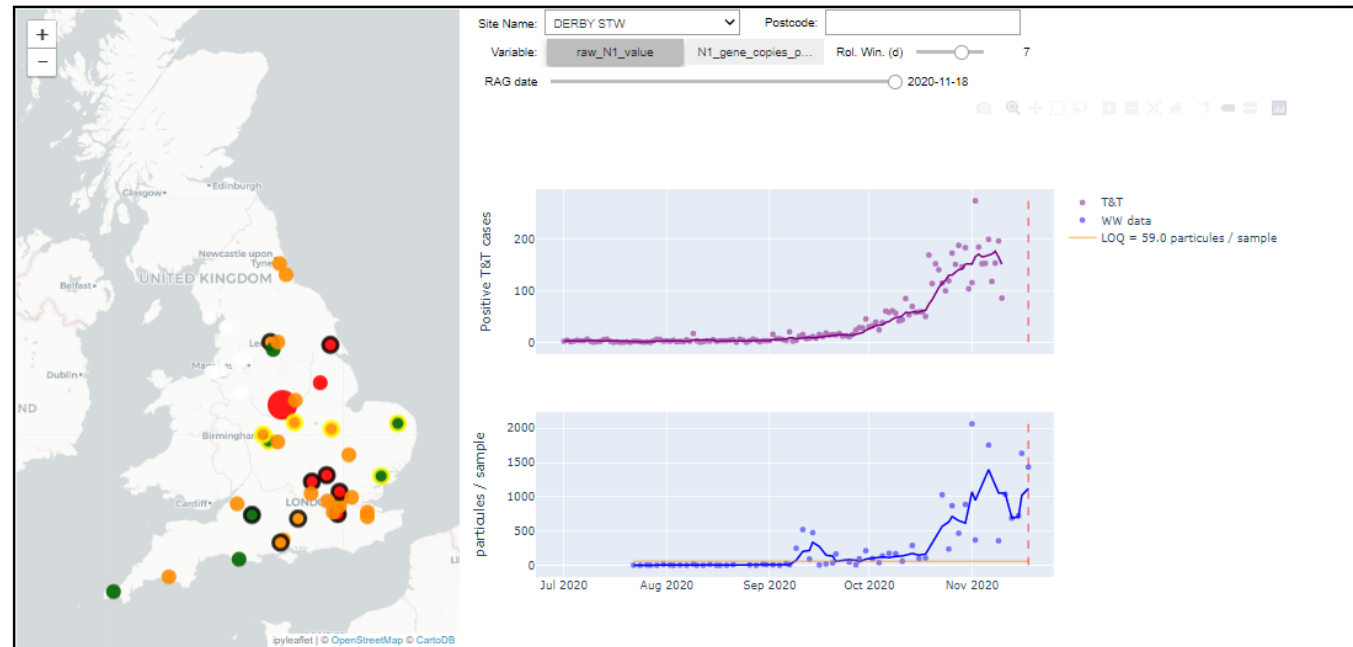 +
−
Glasgow
Edinburgh
Newcastle upon
Tyne
UNITED KINGDOM
Belfast
Dublin
ND
Birmingham
Cardiff
ipyleaflet | © OpenStreetMap © CartoDB
Site Name: DERBY STW Postcode:
Variable: raw_N1_value N1_gene_copies_p... Rol. Win. (d) 7
RAG date 2020-11-18
Positive T&T cases
200
100
0
T&T
WW data
LOQ = 59.0 particules / sample
particules / sample
2000
1500
1000
500
0
Jul 2020 Aug 2020 Sep 2020 Oct 2020 Nov 2020